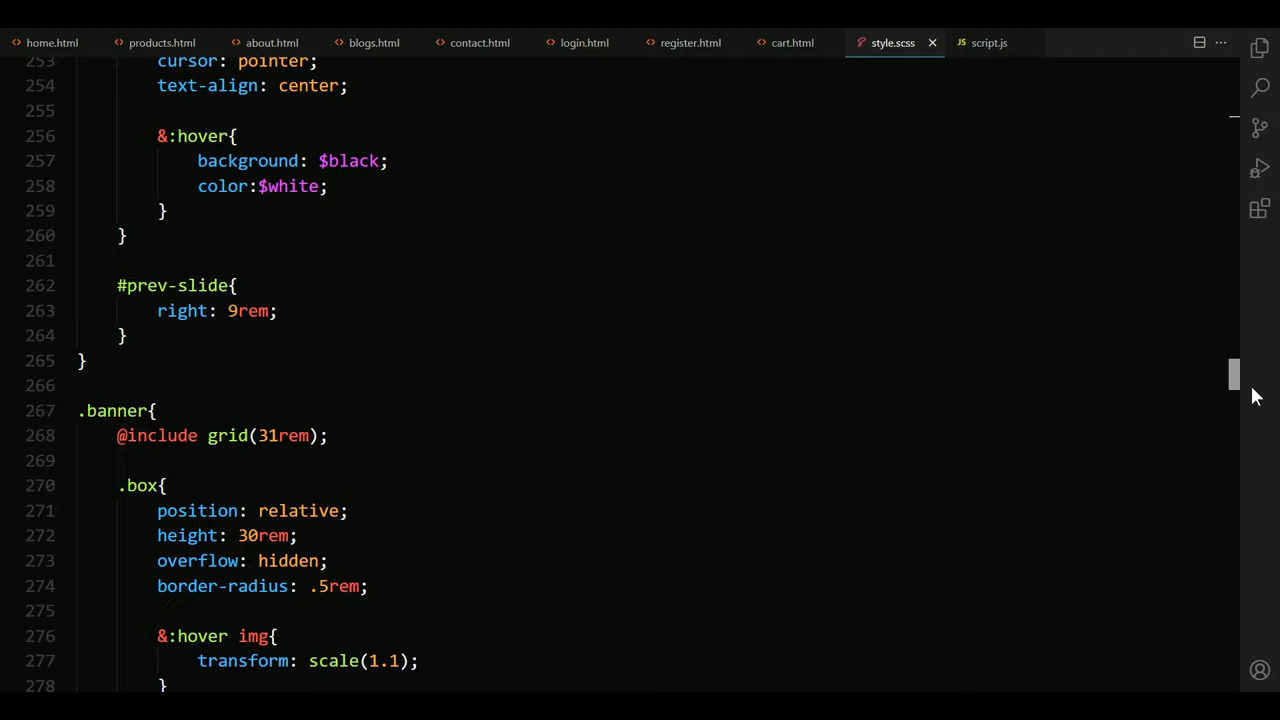 home.html products.html about.html blogs.html contact.html login.html register.html cart.html style.scss JS script.js
253 cursor: pointer;
254 text-align: center;
255
256 &:hover{
257 background: $black;
258 color:$white;
259 }
260 }
261
262 #prev-slide{
263 right: 9rem;
264 }
265 }
266
267 .banner{
268 @include grid(31rem);
269
270 .box{
271 position: relative;
272 height: 30rem;
273 overflow: hidden;
274 border-radius: .5rem;
275
276 &:hover img{
277 transform: scale(1.1);
278 }